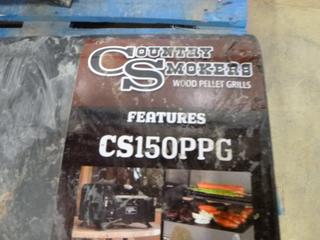 COUNTRY
SMOKERS
WOOD PELLET GRILLS
FEATURES
CS150PPG